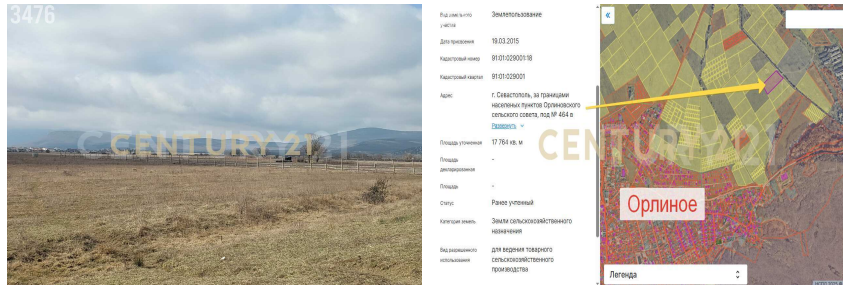 3476
CENTURY 21
Вид земельного участка
Землепользование
Дата присвоения
19.03.2015
Кадастровый номер
91:01:029001:18
Кадастровый квартал
91:01:029001
Адрес
г. Севастополь, за границами
населеных пунктов Орлиновского
сельского совета, под № 464 в
Развернуть
Площадь уточненная
17 764 кв. м
Площадь
декларированная
-
Площадь
-
Статус
Ранее учтенный
Категория земель
Земли сельскохозяйственного
назначения
Вид разрешенного
использования
для ведения товарного
сельскохозяйственного
производства
CENTURY 21
Орлиное
Легенда